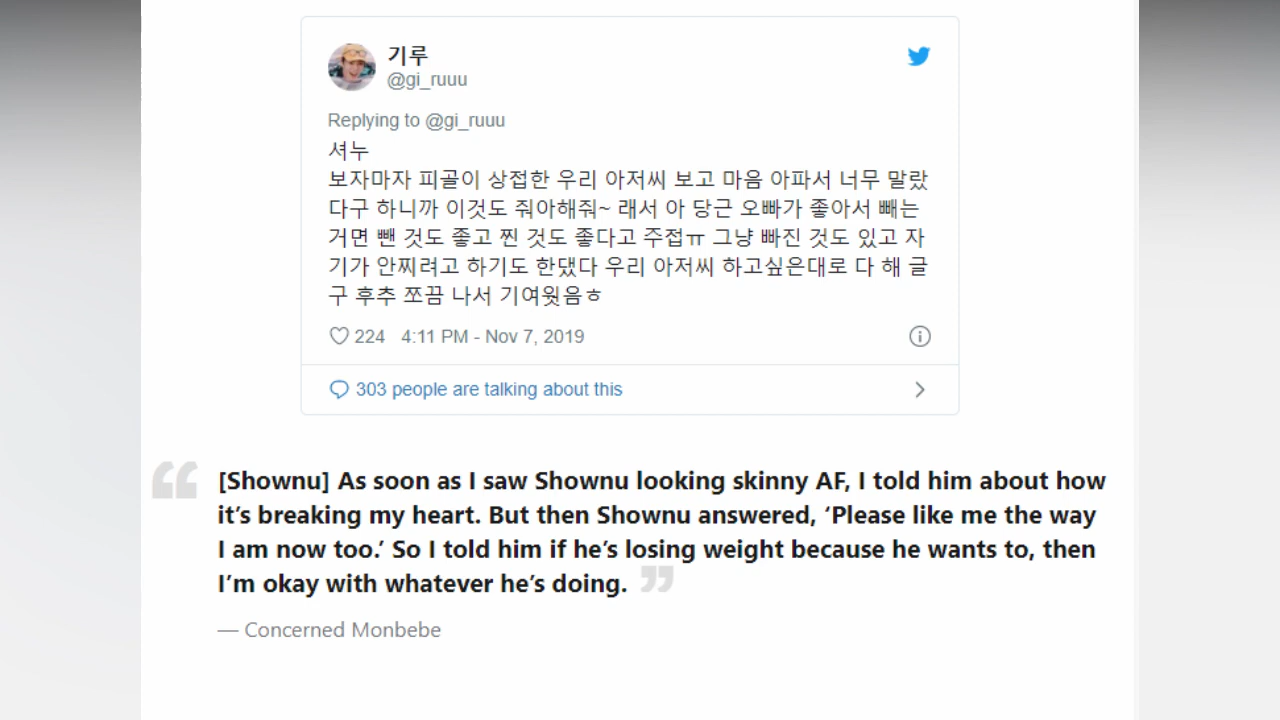 기루
@gi_ruuu
Replying to @gi_ruuu
셔누
보자마자 피골이 상접한 우리 아저씨 보고 마음 아파서 너무 말랐
다구 하니까 이것도 줘아해줘~ 래서 아 당근 오빠가 좋아서 빼는
거면 뺀 것도 좋고 찐 것도 좋다고 주접ㅠ 그냥 빠진 것도 있고 자
기가 안찌려고 하기도 한댔다 우리 아저씨 하고싶은대로 다 해 글
구 후추 쪼끔 나서 기여웟음ㅎ
224 4:11 PM - Nov 7, 2019
303 people are talking about this
“ [Shownu] As soon as I saw Shownu looking skinny AF, I told him about how
it’s breaking my heart. But then Shownu answered, ‘Please like me the way
I am now too.’ So I told him if he’s losing weight because he wants to, then
I’m okay with whatever he’s doing. ”
— Concerned Monbebe